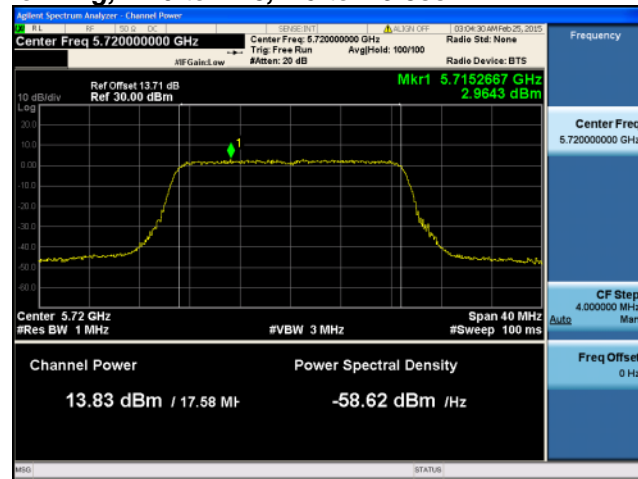 Agilent Spectrum Analyzer - Channel Power
RL RF 50 Ω DC SENSE:INT ALIGN OFF 03:04:30 AM Feb 25, 2015
Center Freq 5.720000000 GHz Center Freq: 5.720000000 GHz Radio Std: None Frequency
Trig: Free Run Avg|Hold: 100/100
#IFGain:Low #Atten: 20 dB Radio Device: BTS
Mkr1 5.7152667 GHz
2.9643 dBm
Ref Offset 13.71 dB
10 dB/div Ref 30.00 dBm
Log
20.0
10.0
0.00
-10.0
-20.0
-30.0
-40.0
-50.0
-60.0
1
Center Freq
5.720000000 GHz
Center 5.72 GHz Span 40 MHz
#Res BW 1 MHz #VBW 3 MHz #Sweep 100 ms
CF Step
4.000000 MHz
Auto Man
Channel Power Power Spectral Density
13.83 dBm / 17.58 MH -58.62 dBm /Hz
Freq Offset
0 Hz
MSG STATUS